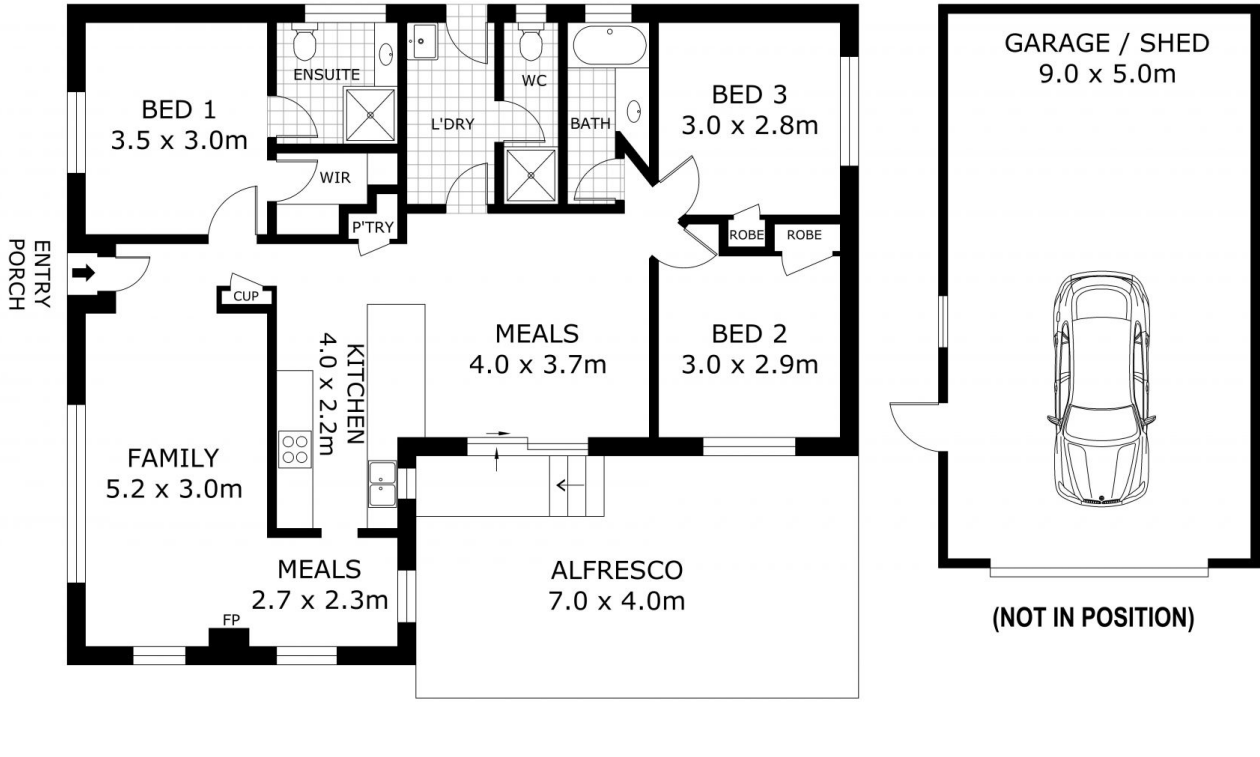 BED 1
3.5 x 3.0m
ENSUITE
WIR
L'DRY
WC
BATH
BED 3
3.0 x 2.8m
P'TRY
ROBE
ROBE
ENTRY
PORCH
CUP
KITCHEN
4.0 x 2.2m
MEALS
4.0 x 3.7m
BED 2
3.0 x 2.9m
FAMILY
5.2 x 3.0m
MEALS
2.7 x 2.3m
FP
ALFRESCO
7.0 x 4.0m
GARAGE / SHED
9.0 x 5.0m
(NOT IN POSITION)